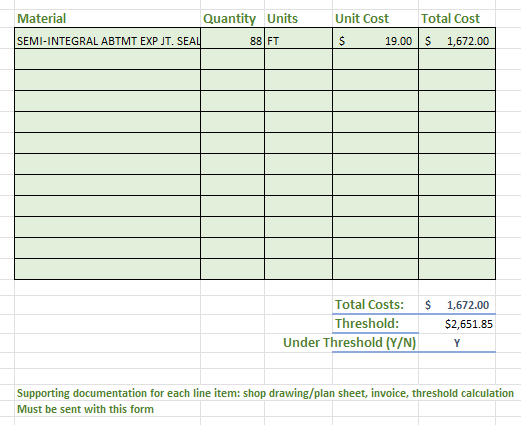 Material Quantity Units Unit Cost Total Cost
SEMI-INTEGRAL ABTMT EXP JT. SEAL 88 FT $ 19.00 $ 1,672.00
Total Costs: $ 1,672.00
Threshold: $2,651.85
Under Threshold (Y/N) Y
Supporting documentation for each line item: shop drawing/plan sheet, invoice, threshold calculation
Must be sent with this form